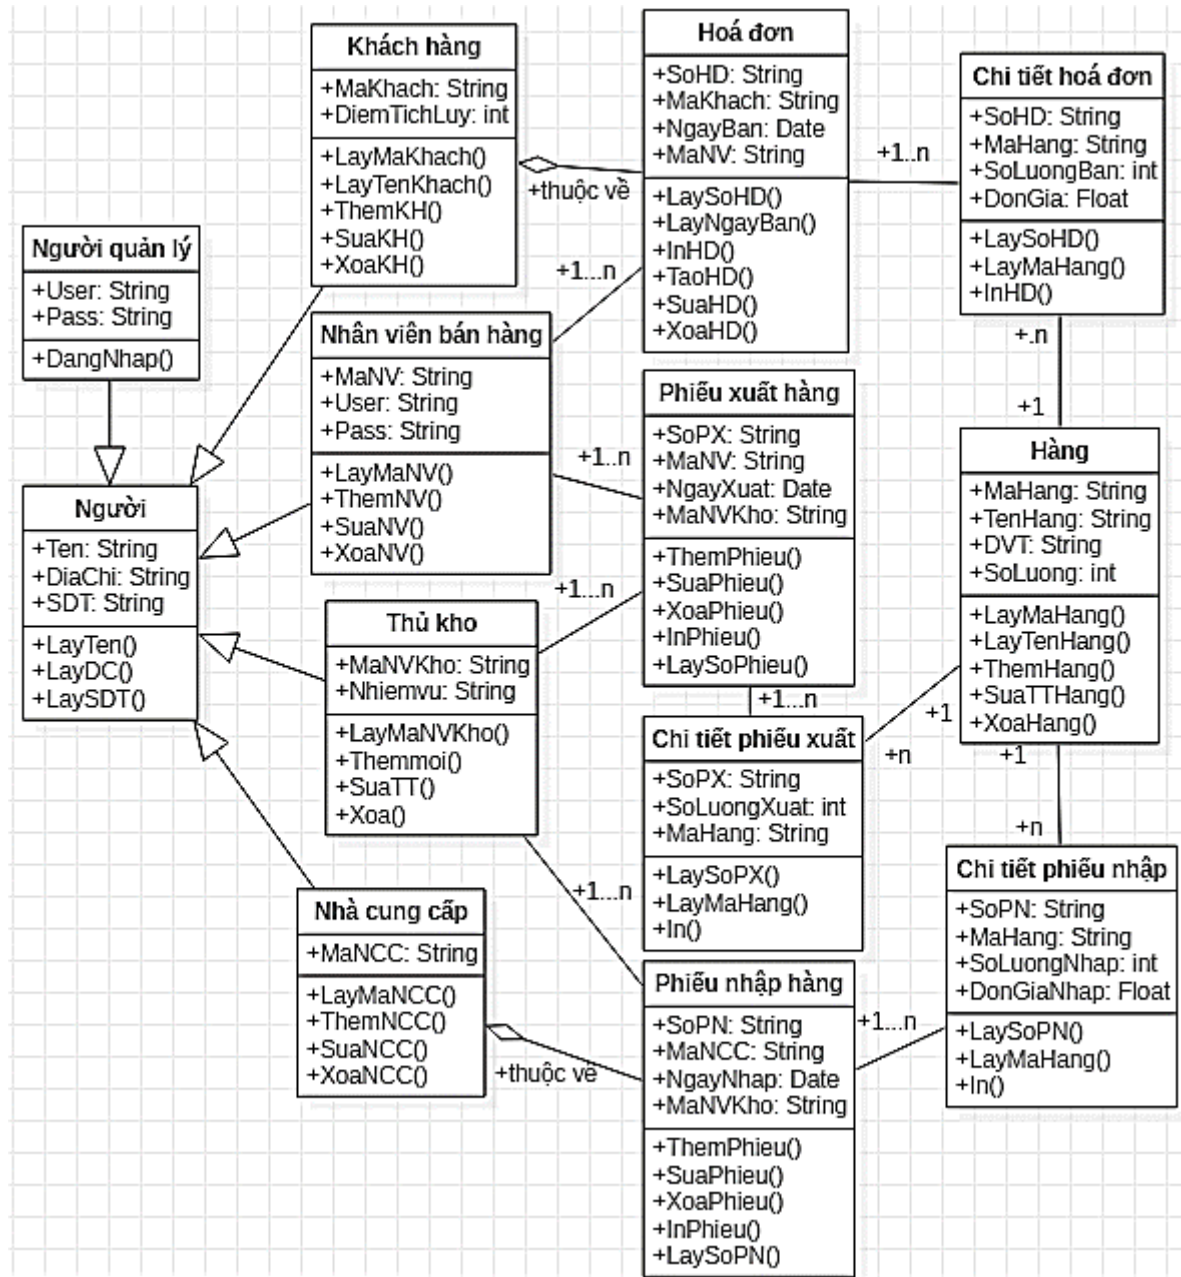 Khách hàng
+MaKhach: String
+DiemTichLuy: int
+LayMaKhach()
+LayTenKhach()
+ThemKH()
+SuaKH()
+XoaKH()
+thuộc về
Hoá đơn
+SoHD: String
+MaKhach: String
+NgayBan: Date
+MaNV: String
+LaySoHD()
+LayNgayBan()
+InHD()
+TaoHD()
+SuaHD()
+XoaHD()
+1..n
Chi tiết hoá đơn
+SoHD: String
+MaHang: String
+SoLuongBan: int
+DonGia: Float
+LaySoHD()
+LayMaHang()
+InHD()
+.n
+1
Người quản lý
+User: String
+Pass: String
+DangNhap()
Nhân viên bán hàng
+MaNV: String
+User: String
+Pass: String
+LayMaNV()
+ThemNV()
+SuaNV()
+XoaNV()
+1...n
+1..n
Phiếu xuất hàng
+SoPX: String
+MaNV: String
+NgayXuat: Date
+MaNVKho: String
+ThemPhieu()
+SuaPhieu()
+XoaPhieu()
+InPhieu()
+LaySoPhieu()
+1...n
Hàng
+MaHang: String
+TenHang: String
+DVT: String
+SoLuong: int
+LayMaHang()
+LayTenHang()
+ThemHang()
+SuaTTHang()
+XoaHang()
+1
+1
+n
+n
Người
+Ten: String
+DiaChi: String
+SDT: String
+LayTen()
+LayDC()
+LaySDT()
Thủ kho
+MaNVKho: String
+Nhiemvu: String
+LayMaNVKho()
+Themmoi()
+SuaTT()
+Xoa()
+1...n
+1...n
Chi tiết phiếu xuất
+SoPX: String
+SoLuongXuat: int
+MaHang: String
+LaySoPX()
+LayMaHang()
+In()
Chi tiết phiếu nhập
+SoPN: String
+MaHang: String
+SoLuongNhap: int
+DonGiaNhap: Float
+LaySoPN()
+LayMaHang()
+In()
Nhà cung cấp
+MaNCC: String
+LayMaNCC()
+ThemNCC()
+SuaNCC()
+XoaNCC()
+thuộc về
Phiếu nhập hàng
+SoPN: String
+MaNCC: String
+NgayNhap: Date
+MaNVKho: String
+ThemPhieu()
+SuaPhieu()
+XoaPhieu()
+InPhieu()
+LaySoPN()
+1...n